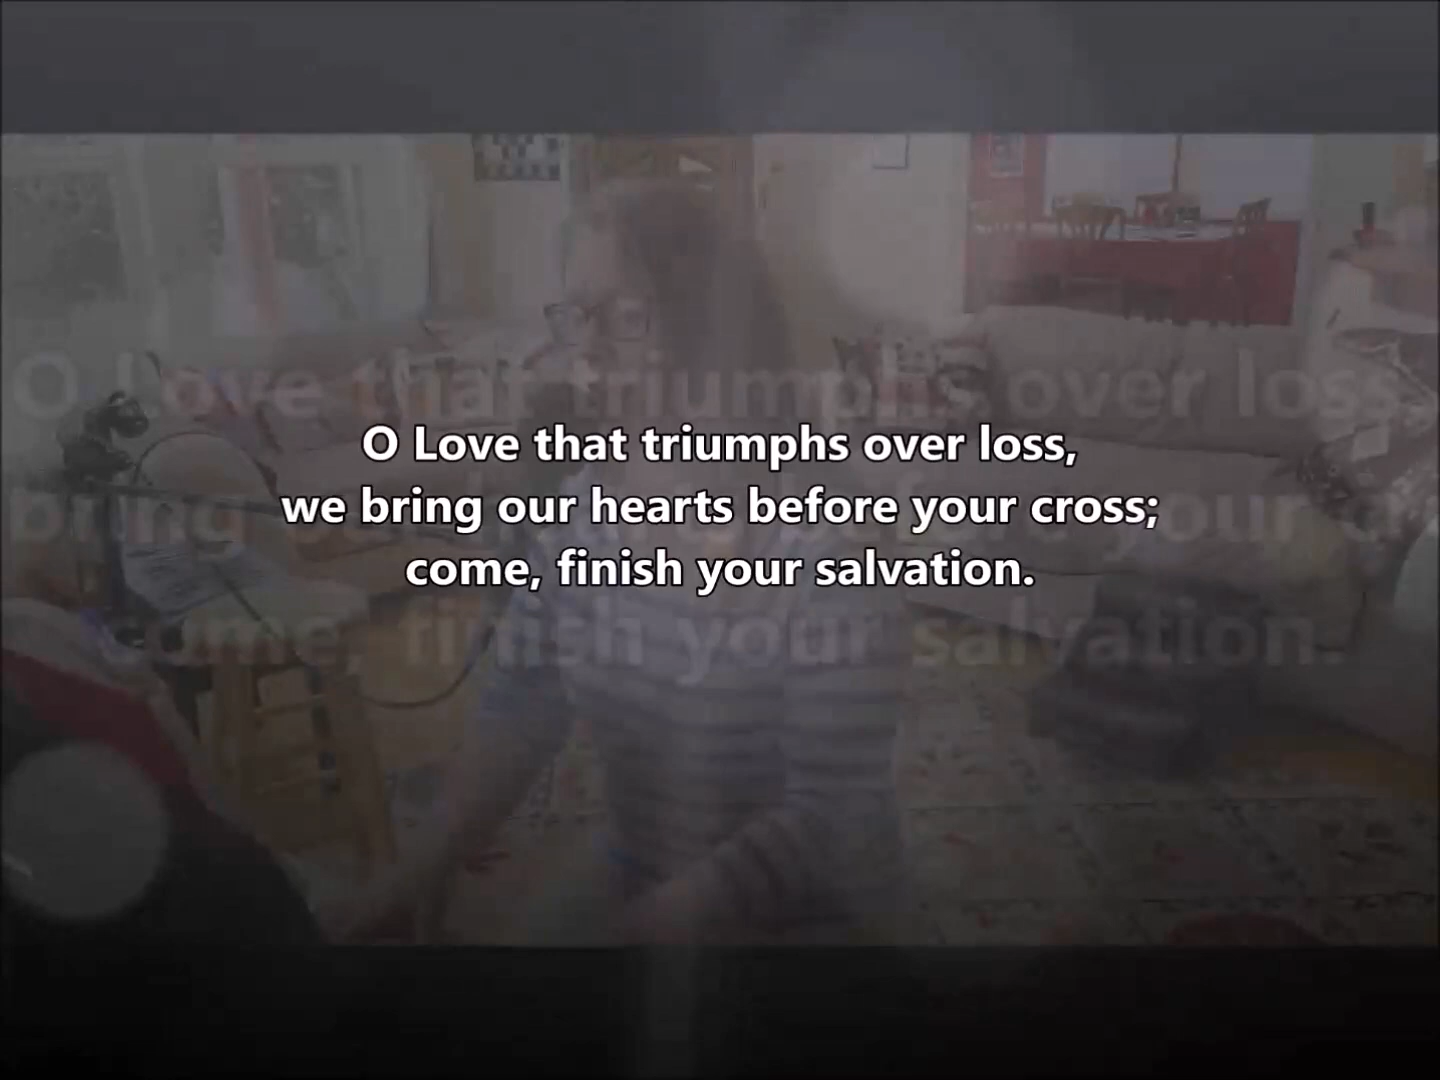 O Love that triumphs over loss,
we bring our hearts before your cross;
come, finish your salvation.